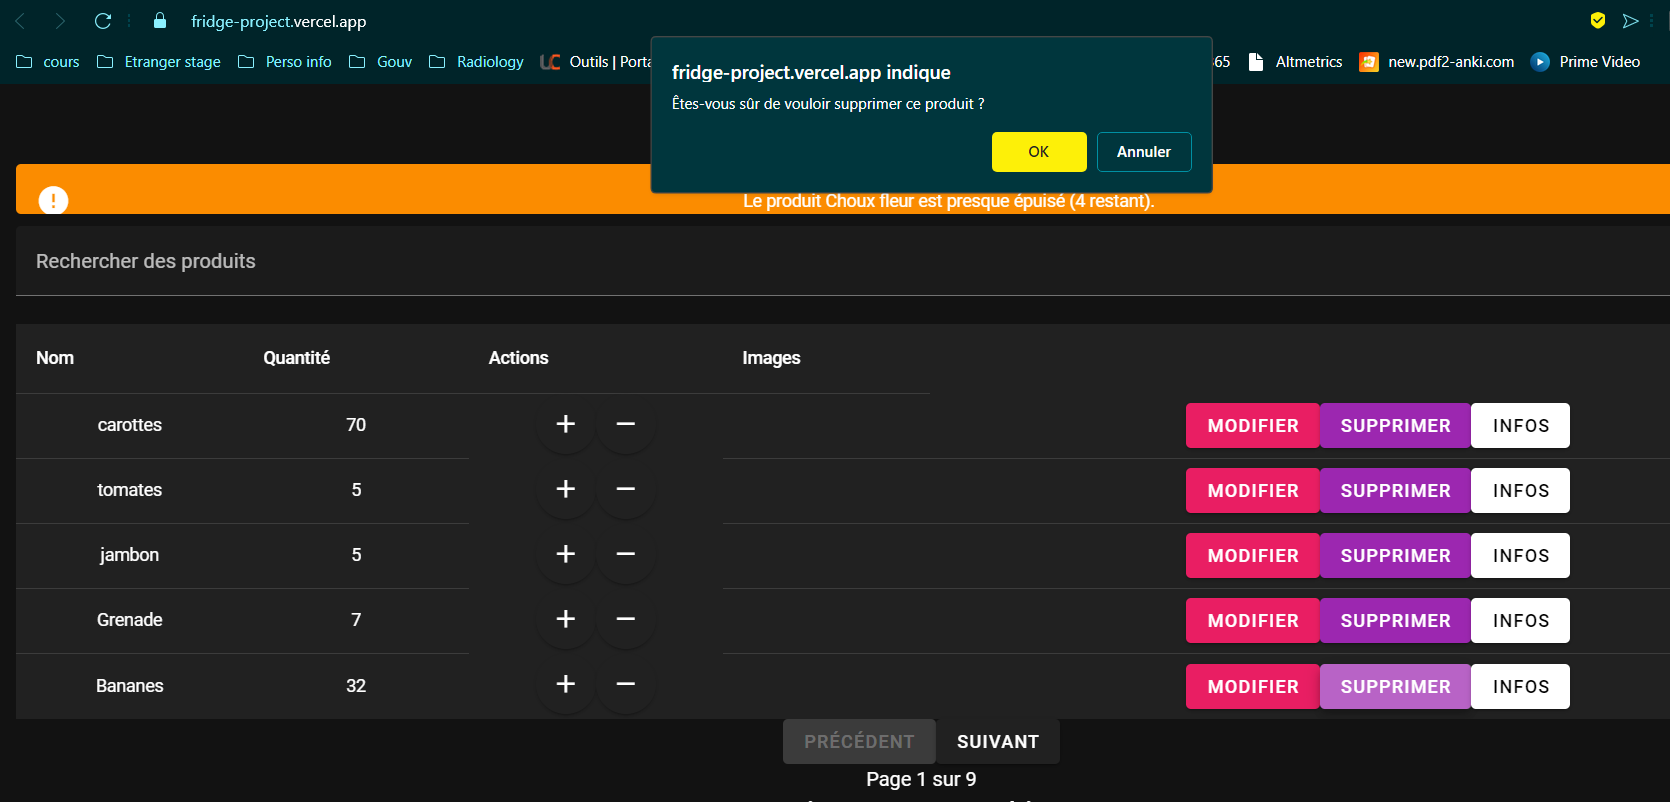 fridge-project.vercel.app
cours Etranger stage Perso info Gouv Radiology Outils | Porta 65 Altmetrics new.pdf2-anki.com Prime Video
fridge-project.vercel.app indique
Êtes-vous sûr de vouloir supprimer ce produit ?
OK Annuler
Le produit Choux fleur est presque épuisé (4 restant).
Rechercher des produits
Nom Quantité Actions Images
carottes 70 + − MODIFIER SUPPRIMER INFOS
tomates 5 + − MODIFIER SUPPRIMER INFOS
jambon 5 + − MODIFIER SUPPRIMER INFOS
Grenade 7 + − MODIFIER SUPPRIMER INFOS
Bananes 32 + − MODIFIER SUPPRIMER INFOS
PRÉCÉDENT SUIVANT
Page 1 sur 9